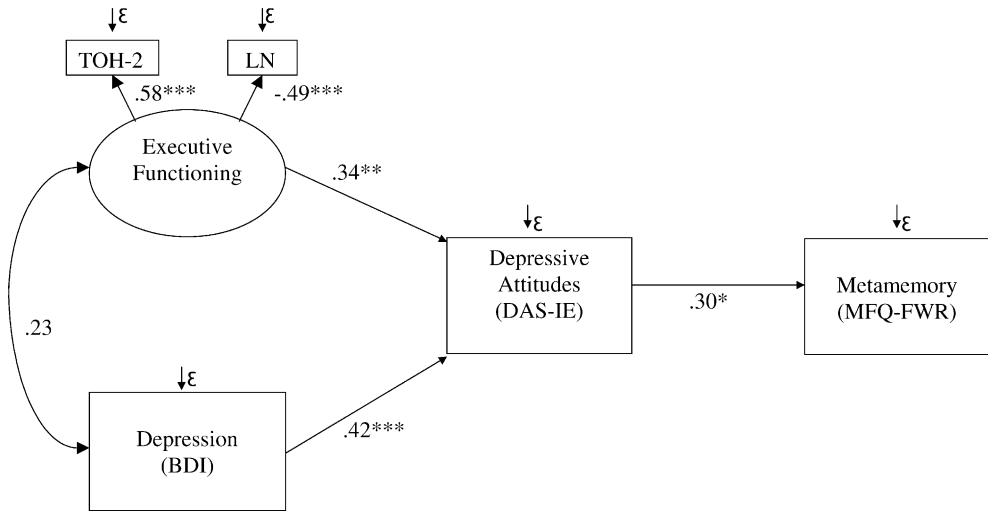 ε
ε
TOH-2
LN
.58***
-.49***
Executive
Functioning
.34**
ε
ε
Depressive
Attitudes
(DAS-IE)
Metamemory
(MFQ-FWR)
.30*
.23
ε
.42***
Depression
(BDI)